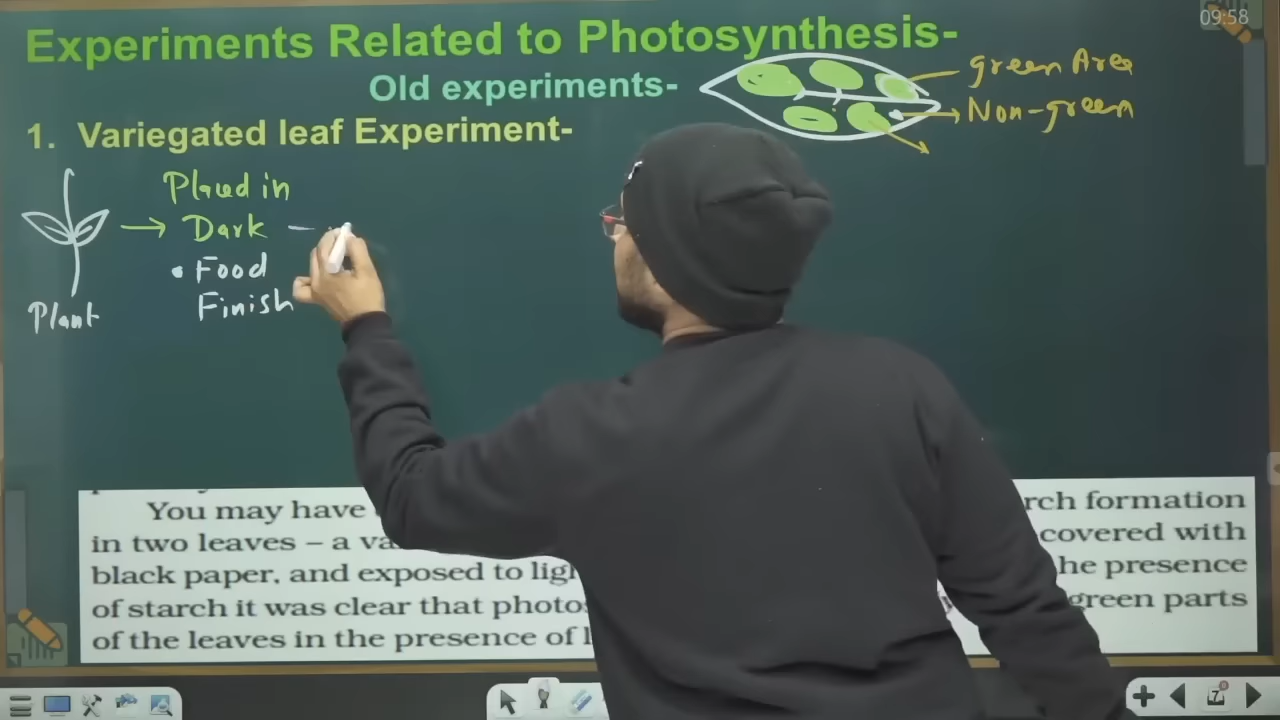 09:58
Experiments Related to Photosynthesis-
Old experiments-
green Area
Non-green
1. Variegated leaf Experiment-
Placed in
Dark
• Food
Finish
Plant
You may have
rch formation
in two leaves – a va
covered with
black paper, and exposed to ligh
he presence
of starch it was clear that photos
green parts
of the leaves in the presence of l
7